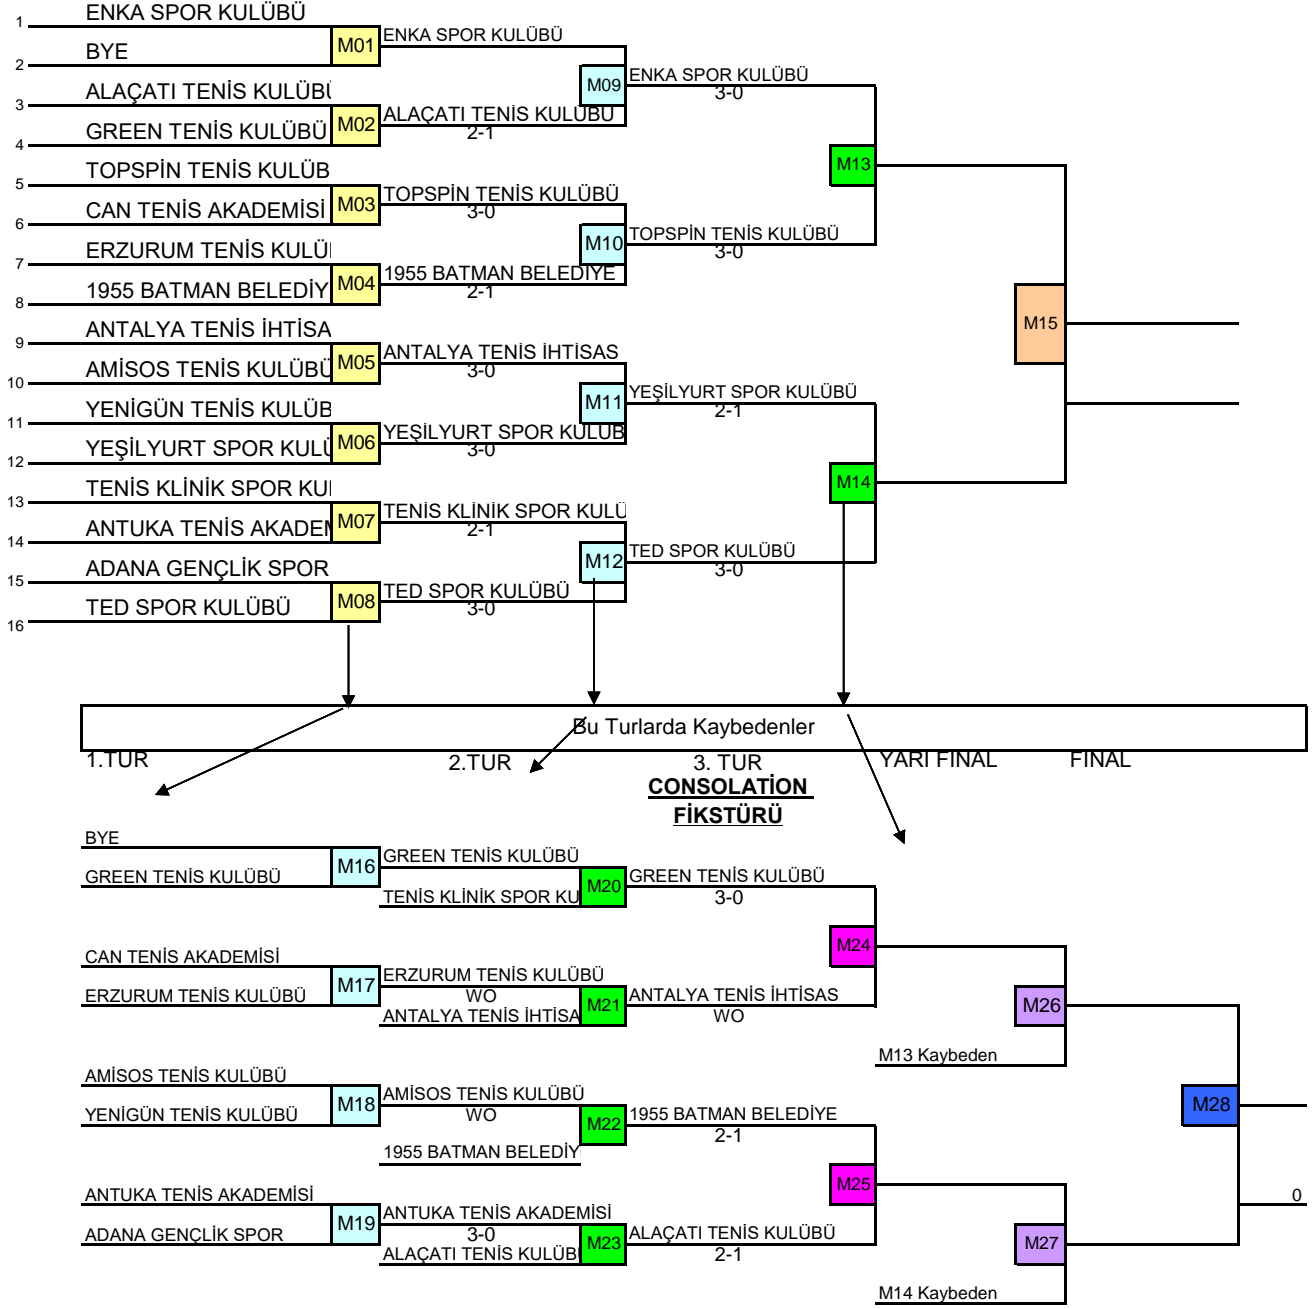 1 ENKA SPOR KULÜBÜ
M01 ENKA SPOR KULÜBÜ
BYE
2
M09 ENKA SPOR KULÜBÜ
3-0
ALAÇATI TENİS KULÜBÜ
3
M02 ALAÇATI TENİS KULÜBÜ
2-1
GREEN TENİS KULÜBÜ
4
M13
TOPSPİN TENİS KULÜB
5
M03 TOPSPİN TENİS KULÜBÜ
3-0
CAN TENİS AKADEMİSİ
6
M10 TOPSPİN TENİS KULÜBÜ
3-0
ERZURUM TENİS KULÜ
7
M04 1955 BATMAN BELEDİYE
2-1
1955 BATMAN BELEDİY
8
M15
ANTALYA TENİS İHTİSA
9
M05 ANTALYA TENİS İHTİSAS
3-0
AMİSOS TENİS KULÜBÜ
10
M11 YEŞİLYURT SPOR KULÜBÜ
2-1
YENİGÜN TENİS KULÜB
11
M06 YEŞİLYURT SPOR KULÜB
3-0
YEŞİLYURT SPOR KULÜ
12
M14
TENİS KLİNİK SPOR KUL
13
M07 TENİS KLİNİK SPOR KULÜ
2-1
ANTUKA TENİS AKADEM
14
M12 TED SPOR KULÜBÜ
3-0
ADANA GENÇLİK SPOR
15
M08 TED SPOR KULÜBÜ
3-0
TED SPOR KULÜBÜ
16
Bu Turlarda Kaybedenler
1.TUR 2.TUR 3. TUR YARI FINAL FINAL
CONSOLATİON
FİKSTÜRÜ
BYE
M16 GREEN TENİS KULÜBÜ
GREEN TENİS KULÜBÜ
M20 GREEN TENİS KULÜBÜ
3-0
TENİS KLİNİK SPOR KU
M24
CAN TENİS AKADEMİSİ
M17 ERZURUM TENİS KULÜBÜ
WO
ERZURUM TENİS KULÜBÜ
M21 ANTALYA TENİS İHTİSAS
WO
ANTALYA TENİS İHTİSA
M26
M13 Kaybeden
AMİSOS TENİS KULÜBÜ
M18 AMİSOS TENİS KULÜBÜ
WO
YENİGÜN TENİS KULÜBÜ
M22 1955 BATMAN BELEDİYE
2-1
1955 BATMAN BELEDİY
M28
M25
0
ANTUKA TENİS AKADEMİSİ
M19 ANTUKA TENİS AKADEMİSİ
3-0
ADANA GENÇLİK SPOR
M23 ALAÇATI TENİS KULÜBÜ
2-1
ALAÇATI TENİS KULÜBÜ
M27
M14 Kaybeden